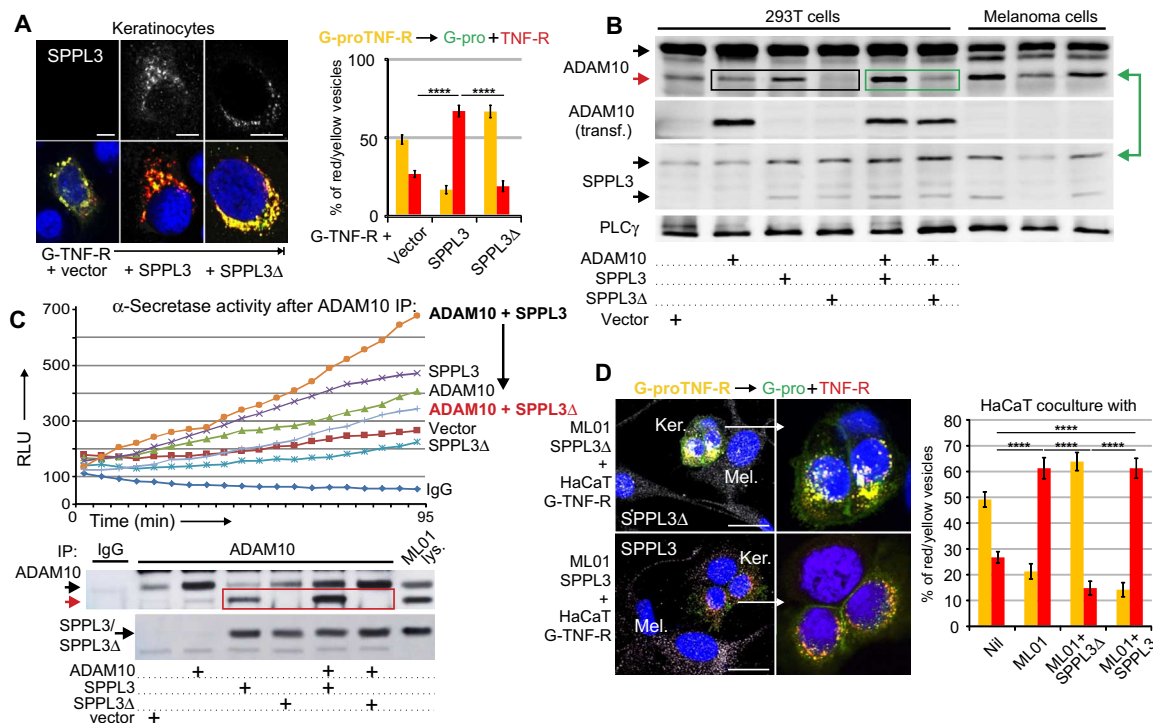 A
Keratinocytes
SPPL3
G-TNF-R
+ vector
+ SPPL3
+ SPPL3Δ
G-proTNF-R → G-pro+TNF-R
% of red/yellow vesicles
100
50
0
****
****
G-TNF-R +
Vector
SPPL3
SPPL3Δ
B
293T cells
Melanoma cells
ADAM10
ADAM10
(transf.)
SPPL3
PLCγ
ADAM10 + + +
SPPL3 + +
SPPL3Δ + +
Vector +
C
α-Secretase activity after ADAM10 IP:
RLU
700
500
400
300
200
100
0
Time (min)
95
ADAM10 + SPPL3
SPPL3
ADAM10
ADAM10 + SPPL3Δ
Vector
SPPL3Δ
IgG
IP:
IgG
ADAM10
ML01
lys.
ADAM10
SPPL3/
SPPL3Δ
ADAM10 + + +
SPPL3 + +
SPPL3Δ + +
vector +
D
G-proTNF-R → G-pro+TNF-R
ML01
SPPL3Δ
+
HaCaT
G-TNF-R
Ker.
Mel.
SPPL3Δ
ML01
SPPL3
+
HaCaT
G-TNF-R
SPPL3
Ker.
Mel.
HaCaT coculture with
% of red/yellow vesicles
80
70
60
50
40
30
20
10
0
****
**** **** ****
Nil
ML01
ML01+
SPPL3Δ
ML01+
SPPL3